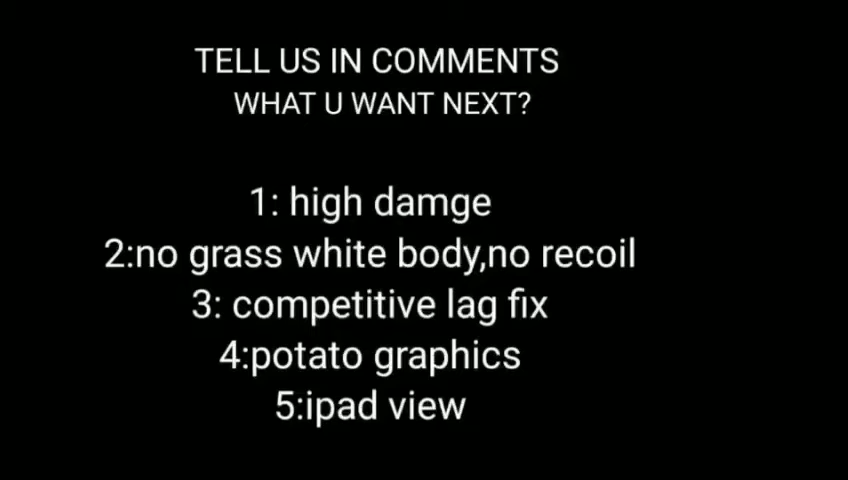 TELL US IN COMMENTS
WHAT U WANT NEXT?
1: high damge
2:no grass white body,no recoil
3: competitive lag fix
4:potato graphics
5:ipad view